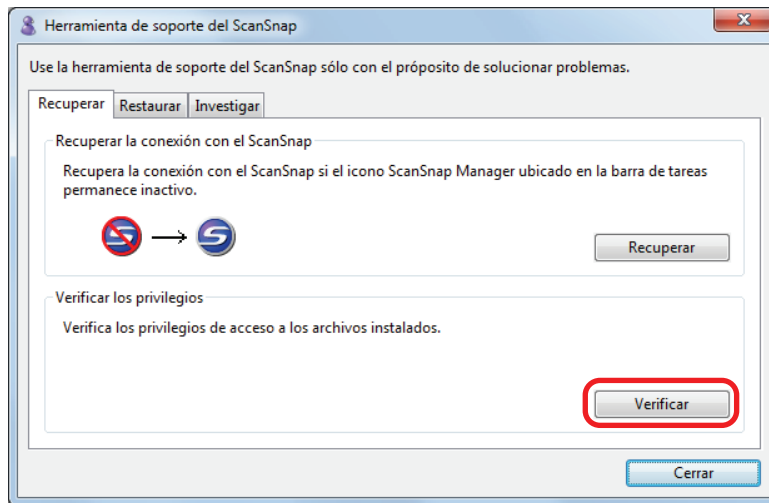 Herramienta de soporte del ScanSnap
Use la herramienta de soporte del ScanSnap sólo con el próposito de solucionar problemas.
Recuperar Restaurar Investigar
Recuperar la conexión con el ScanSnap
Recupera la conexión con el ScanSnap si el icono ScanSnap Manager ubicado en la barra de tareas
permanece inactivo.
Recuperar
Verificar los privilegios
Verifica los privilegios de acceso a los archivos instalados.
Verificar
Cerrar